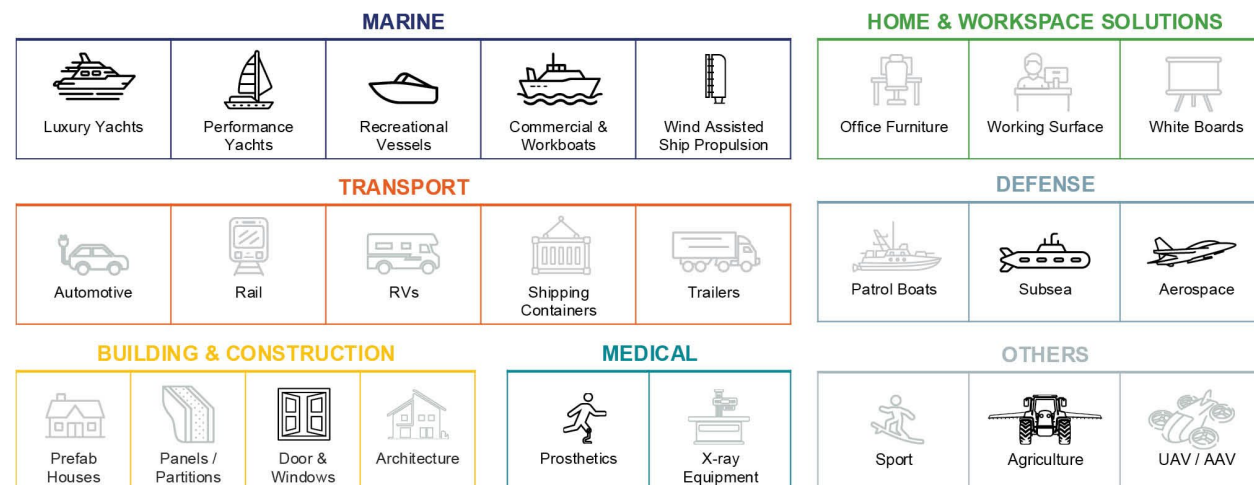 MARINE
Luxury Yachts
Performance
Yachts
Recreational
Vessels
Commercial &
Workboats
Wind Assisted
Ship Propulsion
HOME & WORKSPACE SOLUTIONS
Office Furniture
Working Surface
White Boards
TRANSPORT
Automotive
Rail
RVs
Shipping
Containers
Trailers
DEFENSE
Patrol Boats
Subsea
Aerospace
BUILDING & CONSTRUCTION
Prefab
Houses
Panels /
Partitions
Door &
Windows
Architecture
MEDICAL
Prosthetics
X-ray
Equipment
OTHERS
Sport
Agriculture
UAV / AAV